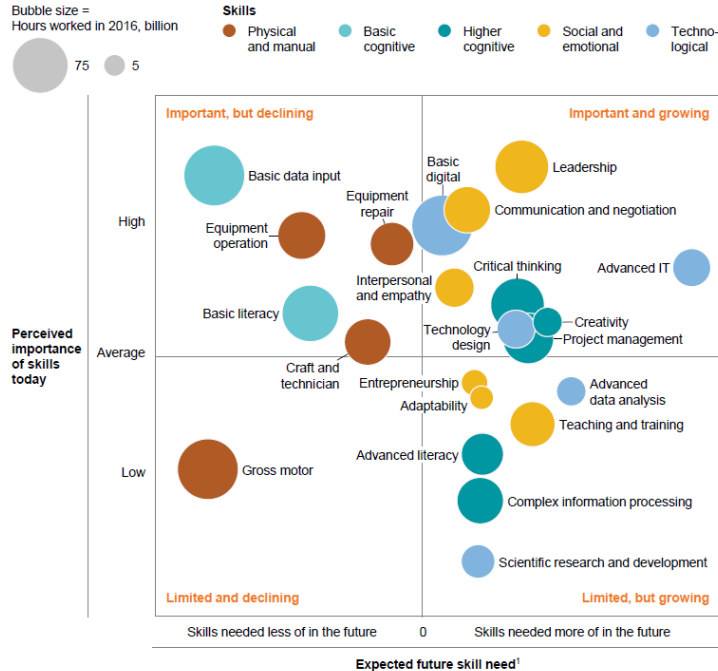 Bubble size =
Hours worked in 2016, billion
75
5
Skills
Physical
and manual
Basic
cognitive
Higher
cognitive
Social and
emotional
Techno-
logical
Important, but declining
Important and growing
Basic data input
Equipment
repair
Basic
digital
Leadership
High
Equipment
operation
Communication and negotiation
Interpersonal
and empathy
Critical thinking
Advanced IT
Basic literacy
Technology
design
Creativity
Project management
Perceived
importance
of skills
today
Average
Craft and
technician
Entrepreneurship
Adaptability
Advanced
data analysis
Teaching and training
Low
Gross motor
Advanced literacy
Complex information processing
Scientific research and development
Limited and declining
Limited, but growing
Skills needed less of in the future
0
Skills needed more of in the future
Expected future skill need1